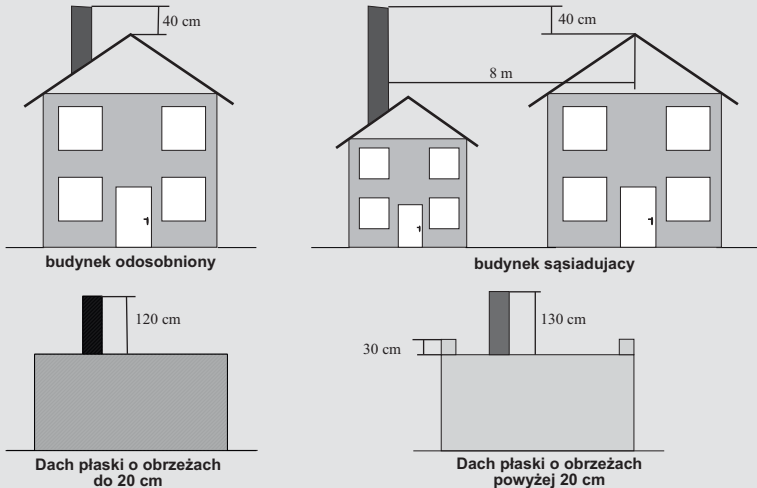 40 cm
40 cm
8 m
budynek odosobniony
budynek sąsiadujacy
120 cm
130 cm
30 cm
Dach płaski o obrzeżach
do 20 cm
Dach płaski o obrzeżach
powyżej 20 cm